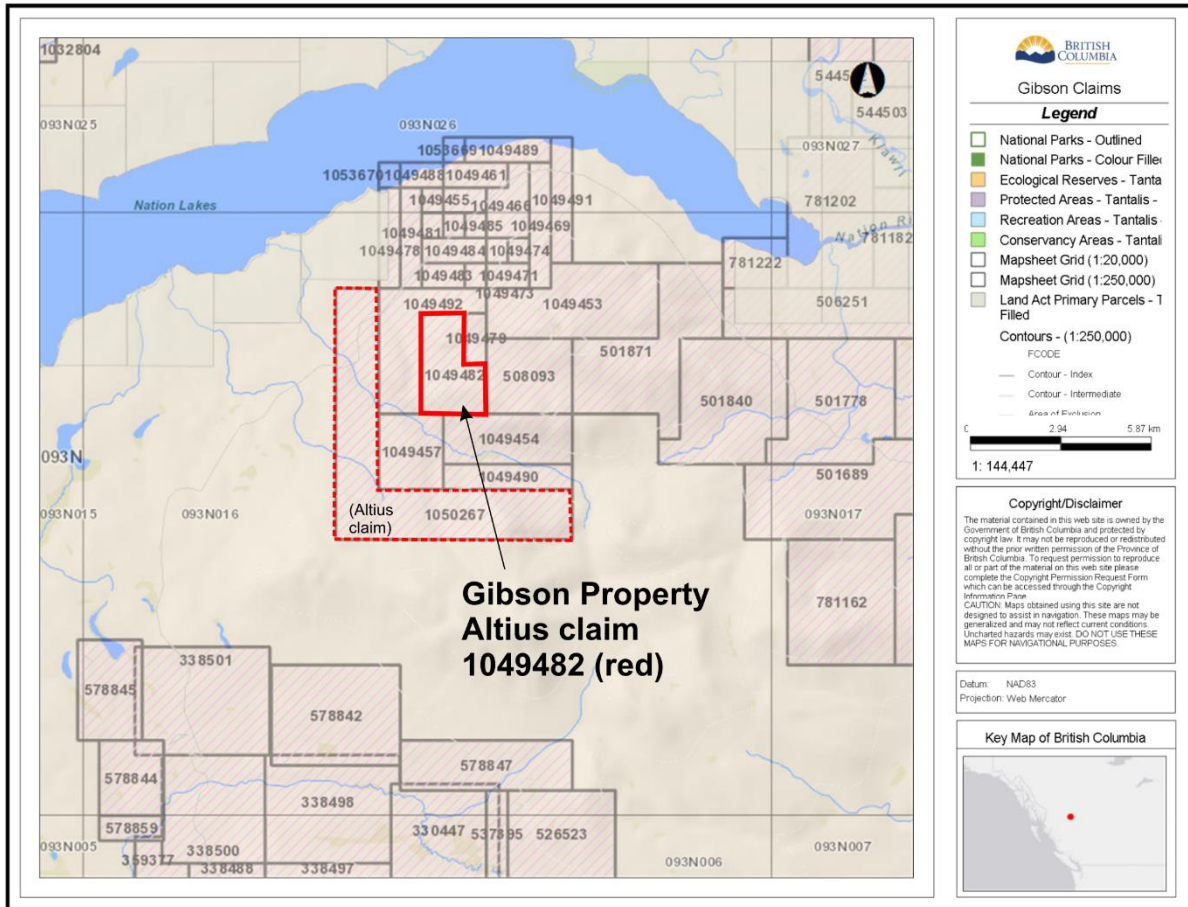 1032804
093N025
093N026
Nation Lakes
1053669
1049489
1053670
1049488
1049461
1049455
1049466
1049491
1049481
1049485
1049469
1049478
1049484
1049474
1049483
1049471
1049492
1049473
1049453
1049479
1049482
508093
501871
501840
501778
1049457
1049454
1049490
501689
(Altius
claim)
1050267
544503
093N027
781202
Nation Ri
781182
781222
506251
093N
093N015
093N016
093N017
781162
Gibson Property
Altius claim
1049482 (red)
338501
578845
578842
578847
578844
338498
578859
338500
330447
537895
526523
093N005
359377
338488
338497
093N006
093N007
BRITISH
COLUMBIA
Gibson Claims
Legend
National Parks - Outlined
National Parks - Colour Fille
Ecological Reserves - Tanta
Protected Areas - Tantalis -
Recreation Areas - Tantalis
Conservancy Areas - Tantali
Mapsheet Grid (1:20,000)
Mapsheet Grid (1:250,000)
Land Act Primary Parcels - T
Filled
Contours - (1:250,000)
FCODE
Contour - Index
Contour - Intermediate
Area of Exclusion
0 2.94 5.87 km
1: 144,447
Copyright/Disclaimer
The material contained in this web site is owned by the
Government of British Columbia and protected by
copyright law. It may not be reproduced or redistributed
without the prior written permission of the Province of
British Columbia. To request permission to reproduce
all or part of the material on this web site please
complete the Copyright Permission Request Form
which can be accessed through the Copyright
Information Page.
CAUTION: Maps obtained using this site are not
designed to assist in navigation. These maps may be
generalized and may not reflect current conditions.
Uncharted hazards may exist. DO NOT USE THESE
MAPS FOR NAVIGATIONAL PURPOSES.
Datum: NAD83
Projection: Web Mercator
Key Map of British Columbia